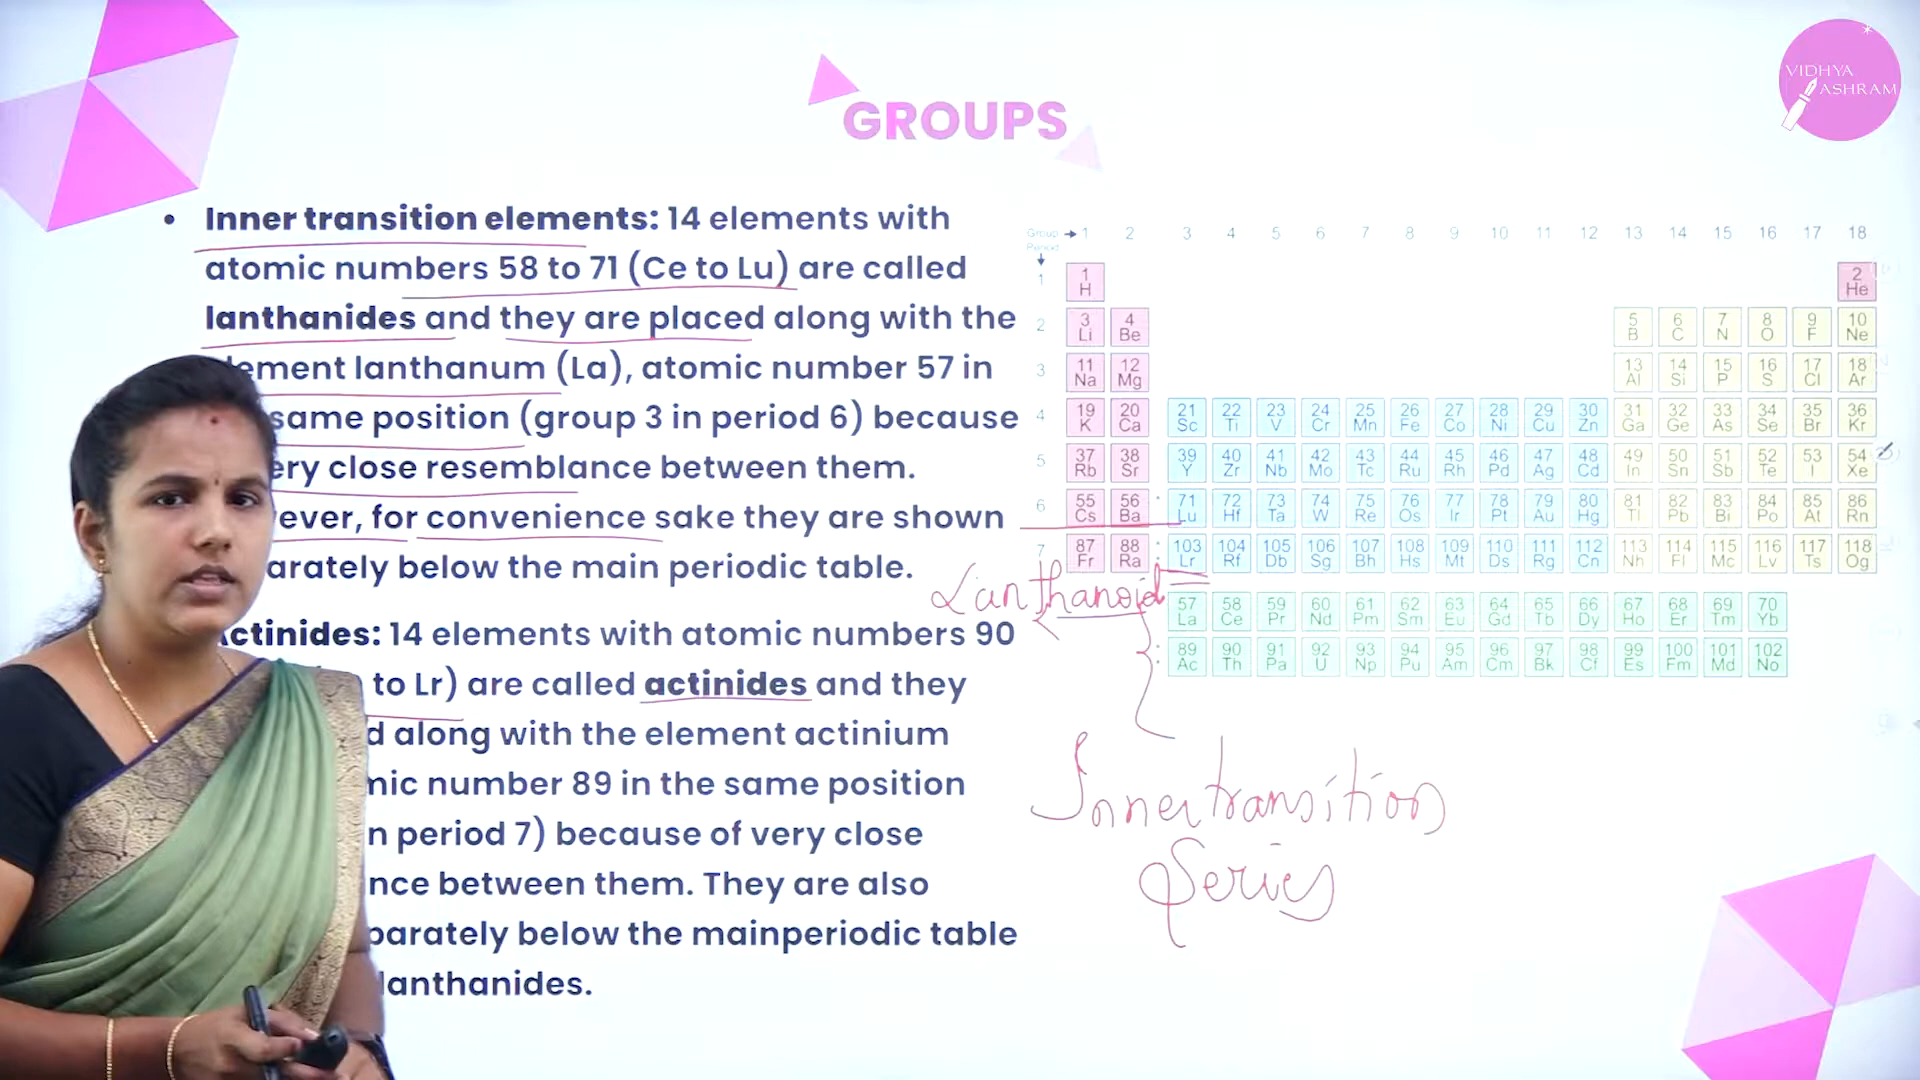 VIDHYA
ASHRAM
GROUPS
• Inner transition elements: 14 elements with
atomic numbers 58 to 71 (Ce to Lu) are called
lanthanides and they are placed along with the
ement lanthanum (La), atomic number 57 in
same position (group 3 in period 6) because
ery close resemblance between them.
ever, for convenience sake they are shown
arately below the main periodic table.
ctinides: 14 elements with atomic numbers 90
to Lr) are called actinides and they
d along with the element actinium
mic number 89 in the same position
n period 7) because of very close
nce between them. They are also
parately below the mainperiodic table
lanthanides.
Group → 1 2 3 4 5 6 7 8 9 10 11 12 13 14 15 16 17 18
Period
1 1 2
H He
2 3 4 5 6 7 8 9 10
Li Be B C N O F Ne
3 11 12 13 14 15 16 17 18
Na Mg Al Si P S Cl Ar
4 19 20 21 22 23 24 25 26 27 28 29 30 31 32 33 34 35 36
K Ca Sc Ti V Cr Mn Fe Co Ni Cu Zn Ga Ge As Se Br Kr
5 37 38 39 40 41 42 43 44 45 46 47 48 49 50 51 52 53 54
Rb Sr Y Zr Nb Mo Tc Ru Rh Pd Ag Cd In Sn Sb Te I Xe
6 55 56 71 72 73 74 75 76 77 78 79 80 81 82 83 84 85 86
Cs Ba Lu Hf Ta W Re Os Ir Pt Au Hg Tl Pb Bi Po At Rn
7 87 88 103 104 105 106 107 108 109 110 111 112 113 114 115 116 117 118
Fr Ra Lr Rf Db Sg Bh Hs Mt Ds Rg Cn Nh Fl Mc Lv Ts Og
Lanthanoid
57 58 59 60 61 62 63 64 65 66 67 68 69 70
La Ce Pr Nd Pm Sm Eu Gd Tb Dy Ho Er Tm Yb
89 90 91 92 93 94 95 96 97 98 99 100 101 102
Ac Th Pa U Np Pu Am Cm Bk Cf Es Fm Md No
Inner transition
Series